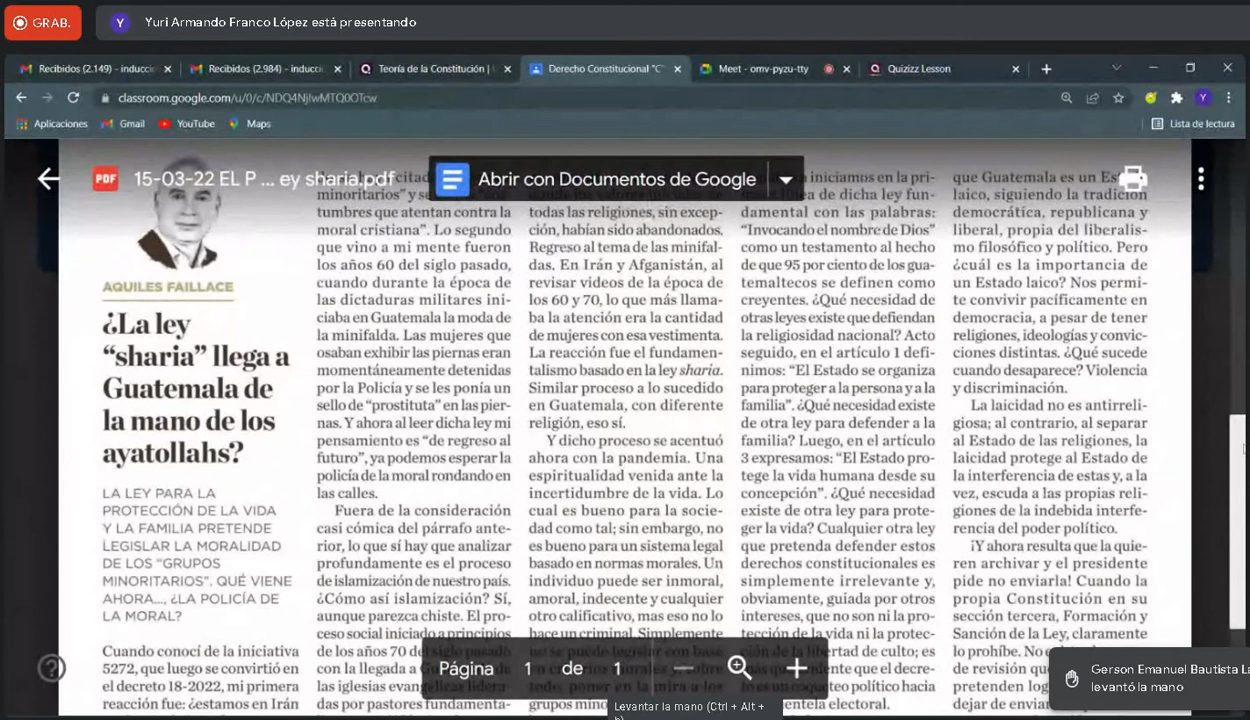 GRAB.
Y
Yuri Armando Franco López está presentando
Recibidos (2.149) - inducci
Recibidos (2.984) - inducci
Teoría de la Constitución |
Derecho Constitucional "C"
Meet - omv-pyzu-tty
Quizizz Lesson
classroom.google.com/u/0/c/NDQ4NjIwMTQ0OTcw
Y
Aplicaciones
Gmail
YouTube
Maps
Lista de lectura
PDF
15-03-22 EL P ... ey sharia.pdf
Abrir con Documentos de Google
AQUILES FAILLACE
¿La ley
“sharia” llega a
Guatemala de
la mano de los
ayatollahs?
LA LEY PARA LA
PROTECCIÓN DE LA VIDA
Y LA FAMILIA PRETENDE
LEGISLAR LA MORALIDAD
DE LOS “GRUPOS
MINORITARIOS”. QUÉ VIENE
AHORA..., ¿LA POLICÍA DE
LA MORAL?
Cuando conocí de la iniciativa
5272, que luego se convirtió en
el decreto 18-2022, mi primera
reacción fue: ¿estamos en Irán
minoritarios” y se
tumbres que atentan contra la
moral cristiana”. Lo segundo
que vino a mi mente fueron
los años 60 del siglo pasado,
cuando durante la época de
las dictaduras militares ini-
ciaba en Guatemala la moda de
la minifalda. Las mujeres que
osaban exhibir las piernas eran
momentáneamente detenidas
por la Policía y se les ponía un
sello de “prostituta” en las pier-
nas. Y ahora al leer dicha ley mi
pensamiento es “de regreso al
futuro”, ya podemos esperar la
policía de la moral rondando en
las calles.
Fuera de la consideración
casi cómica del párrafo ante-
rior, lo que sí hay que analizar
profundamente es el proceso
de islamización de nuestro país.
¿Cómo así islamización? Sí,
aunque parezca chiste. El pro-
ceso social iniciado a principios
de los años 70 del siglo pasado
con la llegada a Guatemala de
las iglesias evangélicas lidera-
das por pastores fundamenta-
todas las religiones, sin excep-
ción, habían sido abandonados.
Regreso al tema de las minifal-
das. En Irán y Afganistán, al
revisar videos de la época de
los 60 y 70, lo que más llama-
ba la atención era la cantidad
de mujeres con esa vestimenta.
La reacción fue el fundamen-
talismo basado en la ley sharia.
Similar proceso a lo sucedido
en Guatemala, con diferente
religión, eso sí.
Y dicho proceso se acentuó
ahora con la pandemia. Una
espiritualidad venida ante la
incertidumbre de la vida. Lo
cual es bueno para la socie-
dad como tal; sin embargo, no
es bueno para un sistema legal
basado en normas morales. Un
individuo puede ser inmoral,
amoral, indecente y cualquier
otro calificativo, mas eso no lo
hace un criminal. Simplemente
no se puede legislar con base
poner en la mira a los
grupos
iniciamos en la pri-
línea de dicha ley fun-
damental con las palabras:
“Invocando el nombre de Dios”
como un testamento al hecho
de que 95 por ciento de los gua-
temaltecos se definen como
creyentes. ¿Qué necesidad de
otras leyes existe que defiendan
la religiosidad nacional? Acto
seguido, en el artículo 1 defi-
nimos: “El Estado se organiza
para proteger a la persona y a la
familia”. ¿Qué necesidad existe
de otra ley para defender a la
familia? Luego, en el artículo
3 expresamos: “El Estado pro-
tege la vida humana desde su
concepción”. ¿Qué necesidad
existe de otra ley para prote-
ger la vida? Cualquier otra ley
que pretenda defender estos
derechos constitucionales es
simplemente irrelevante y,
obviamente, guiada por otros
intereses, que no son ni la pro-
tección de la vida ni la protec-
ción de la libertad de culto; es
que el decre-
político hacia
electoral.
que Guatemala es un Es
laico, siguiendo la tradición
democrática, republicana y
liberal, propia del liberalis-
mo filosófico y político. Pero
¿cuál es la importancia de
un Estado laico? Nos permi-
te convivir pacíficamente en
democracia, a pesar de tener
religiones, ideologías y convic-
ciones distintas. ¿Qué sucede
cuando desaparece? Violencia
y discriminación.
La laicidad no es antirreli-
giosa; al contrario, al separar
al Estado de las religiones, la
laicidad protege al Estado de
la interferencia de estas y, a la
vez, escuda a las propias reli-
giones de la indebida interfe-
rencia del poder político.
¡Y ahora resulta que la quie-
ren archivar y el presidente
pide no enviarla! Cuando la
propia Constitución en su
sección tercera, Formación y
Sanción de la Ley, claramente
lo prohíbe. No
de revisión
pretenden
dejar de
Página 1 de 1
Gerson Emanuel Bautista La
levantó la mano
Levantar la mano (Ctrl + Alt +